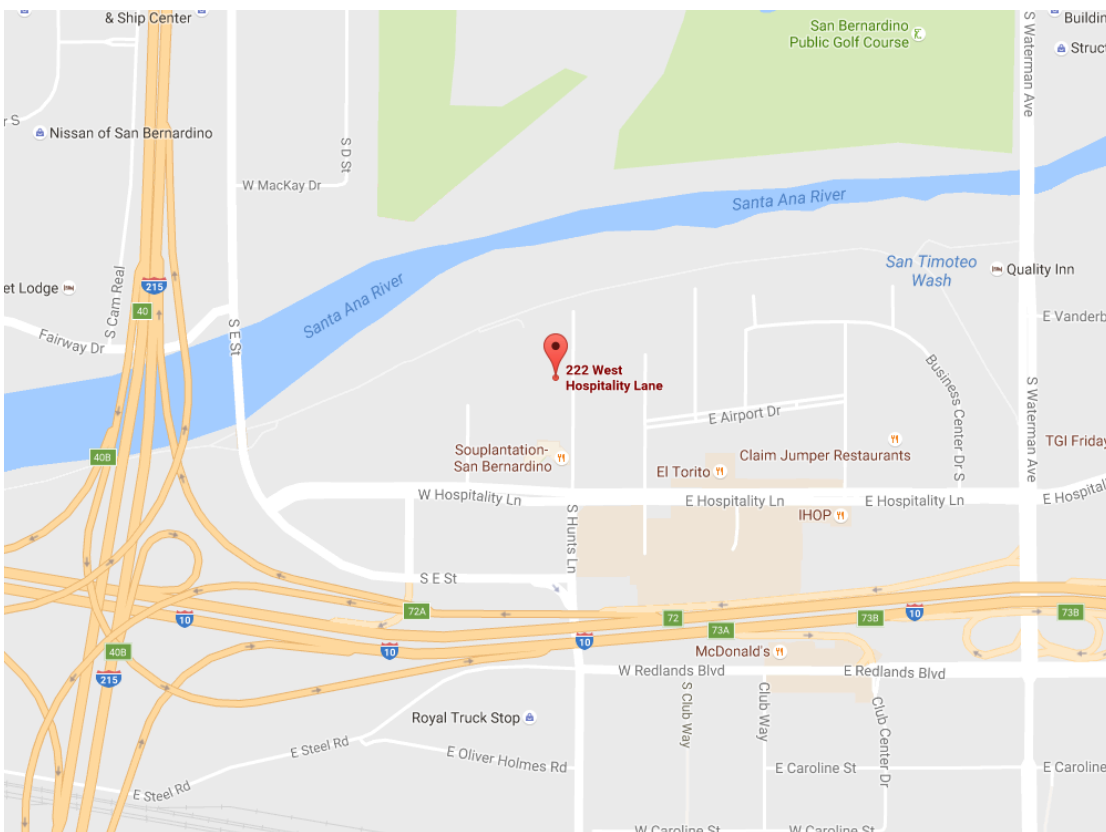 & Ship Center
San Bernardino
Public Golf Course
Buildin
Struct
S Waterman Ave
r S
Nissan of San Bernardino
S D St
W MacKay Dr
Santa Ana River
Santa Ana River
San Timoteo
Wash
Quality Inn
et Lodge
215
40
S Cam Real
Fairway Dr
S E St
E Vanderb
222 West
Hospitality Lane
Business Center Dr S
S Waterman Ave
E Airport Dr
Souplantation-
San Bernardino
El Torito
Claim Jumper Restaurants
TGI Friday
40B
W Hospitality Ln
E Hospitality Ln
E Hospitality Ln
E Hospital
IHOP
S Hunts Ln
S E St
72A
10
72
73A
73B
10
73B
10
10
40B
215
McDonald's
W Redlands Blvd
E Redlands Blvd
S Club Way
Club Way
Club Center Dr
Royal Truck Stop
E Steel Rd
E Oliver Holmes Rd
E Caroline St
E Caroline
E Steel Rd
W Caroline St
W Caroline St